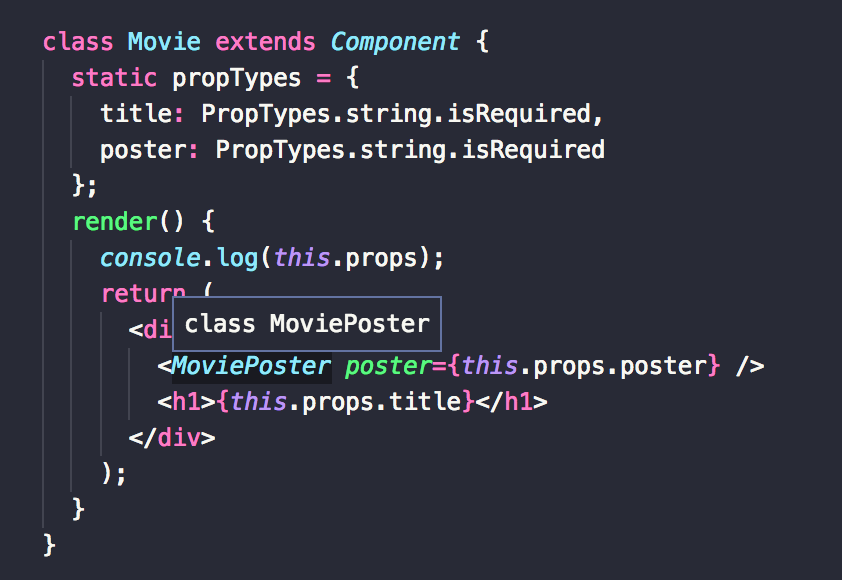 class Movie extends Component {
static propTypes = {
title: PropTypes.string.isRequired,
poster: PropTypes.string.isRequired
};
render() {
console.log(this.props);
return (
class MoviePoster
<di
<MoviePoster poster={this.props.poster} />
<h1>{this.props.title}</h1>
</div>
);
}
}